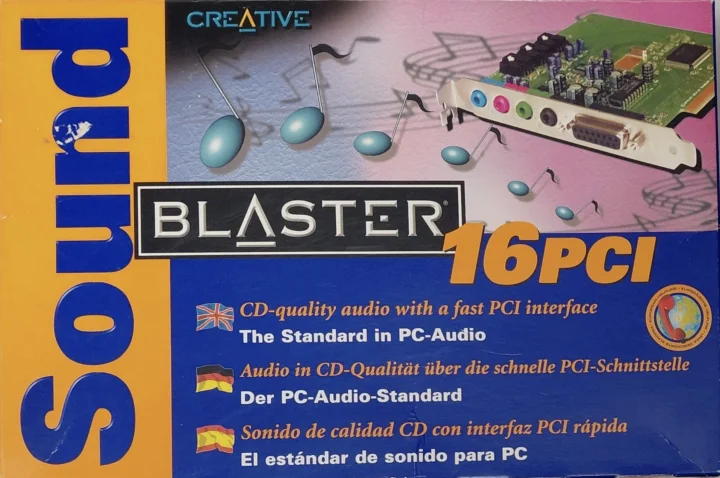 CREATIVE
Sound
BLASTER®
16PCI
CD-quality audio with a fast PCI interface
The Standard in PC-Audio
Audio in CD-Qualität über die schnelle PCI-Schnittstelle
Der PC-Audio-Standard
Sonido de calidad CD con interfaz PCI rápida
El estándar de sonido para PC